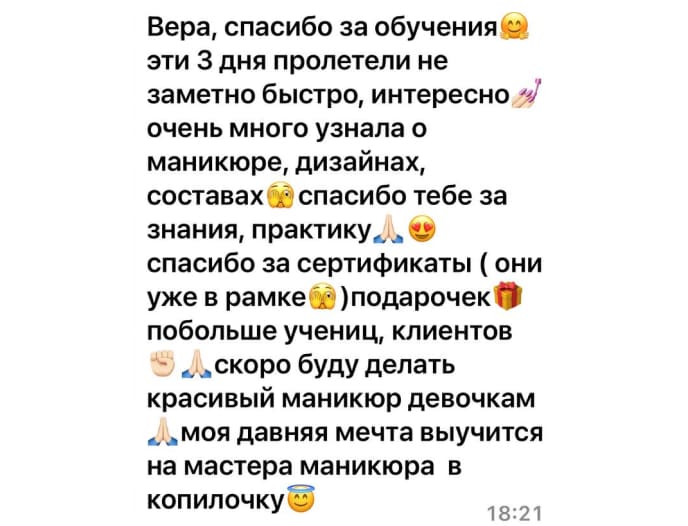 Вера, спасибо за обучения🤗
эти 3 дня пролетели не
заметно быстро, интересно💅🏻
очень много узнала о
маникюре, дизайнах,
составах🫣спасибо тебе за
знания, практику🙏🏻😍
спасибо за сертификаты ( они
уже в рамке🫣)подарочек🎁
побольше учениц, клиентов
✊🏻🙏🏻скоро буду делать
красивый маникюр девочкам
🙏🏻моя давняя мечта выучится
на мастера маникюра  в
копилочку😇
18:21